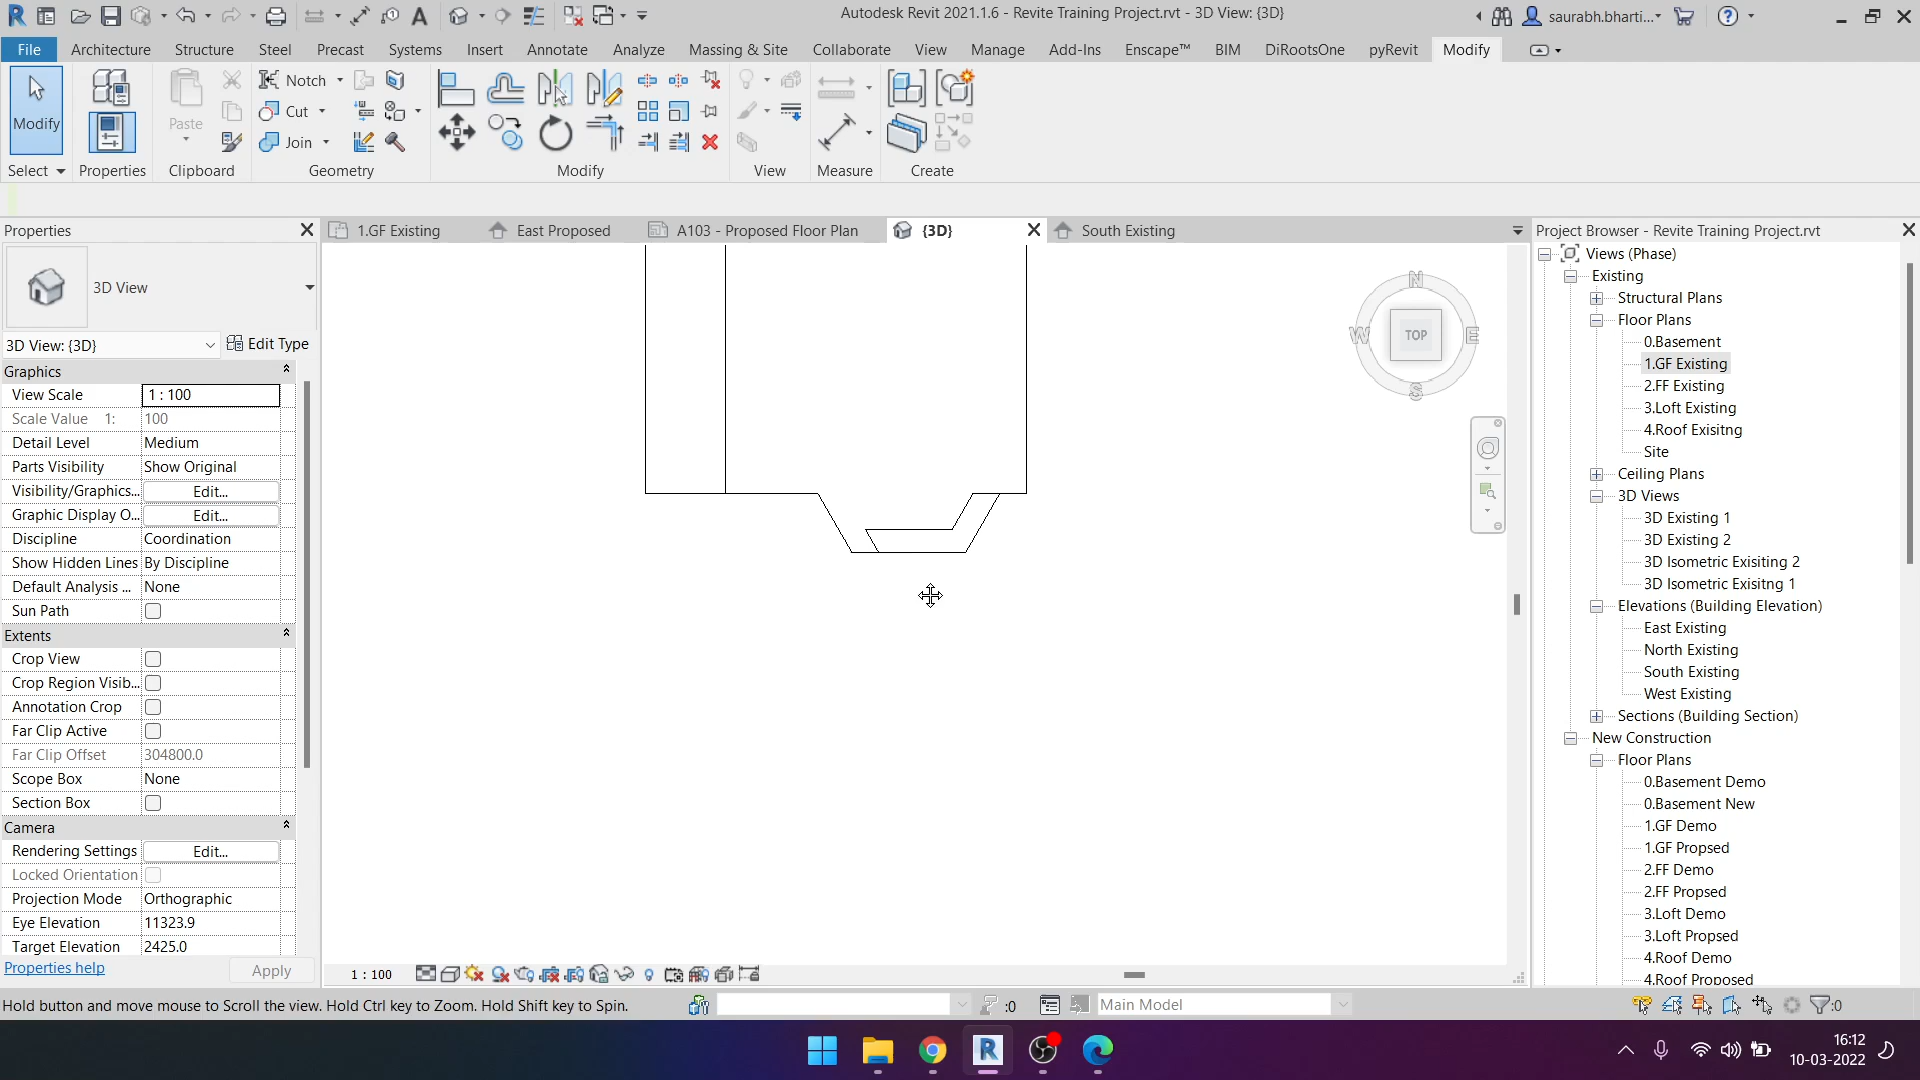 Autodesk Revit 2021.1.6 - Revite Training Project.rvt - 3D View: {3D}
saurabh.bharti...
File Architecture Structure Steel Precast Systems Insert Annotate Analyze Massing & Site Collaborate View Manage Add-Ins Enscape™ BIM DiRootsOne pyRevit Modify
Modify
Paste
Notch
Cut
Join
Select Properties Clipboard Geometry Modify View Measure Create
Properties
1.GF Existing East Proposed A103 - Proposed Floor Plan {3D} South Existing
Project Browser - Revite Training Project.rvt
3D View
3D View: {3D} Edit Type
Graphics
View Scale 1 : 100
Scale Value 1: 100
Detail Level Medium
Parts Visibility Show Original
Visibility/Graphics... Edit...
Graphic Display O... Edit...
Discipline Coordination
Show Hidden Lines By Discipline
Default Analysis ... None
Sun Path
Extents
Crop View
Crop Region Visib...
Annotation Crop
Far Clip Active
Far Clip Offset 304800.0
Scope Box None
Section Box
Camera
Rendering Settings Edit...
Locked Orientation
Projection Mode Orthographic
Eye Elevation 11323.9
Target Elevation 2425.0
Properties help Apply
N
W TOP E
S
1 : 100
Views (Phase)
Existing
Structural Plans
Floor Plans
0.Basement
1.GF Existing
2.FF Existing
3.Loft Existing
4.Roof Exisitng
Site
Ceiling Plans
3D Views
3D Existing 1
3D Existing 2
3D Isometric Exisiting 2
3D Isometric Exisitng 1
Elevations (Building Elevation)
East Existing
North Existing
South Existing
West Existing
Sections (Building Section)
New Construction
Floor Plans
0.Basement Demo
0.Basement New
1.GF Demo
1.GF Propsed
2.FF Demo
2.FF Propsed
3.Loft Demo
3.Loft Propsed
4.Roof Demo
4.Roof Proposed
Hold button and move mouse to Scroll the view. Hold Ctrl key to Zoom. Hold Shift key to Spin.
:0
Main Model
:0
16:12
10-03-2022